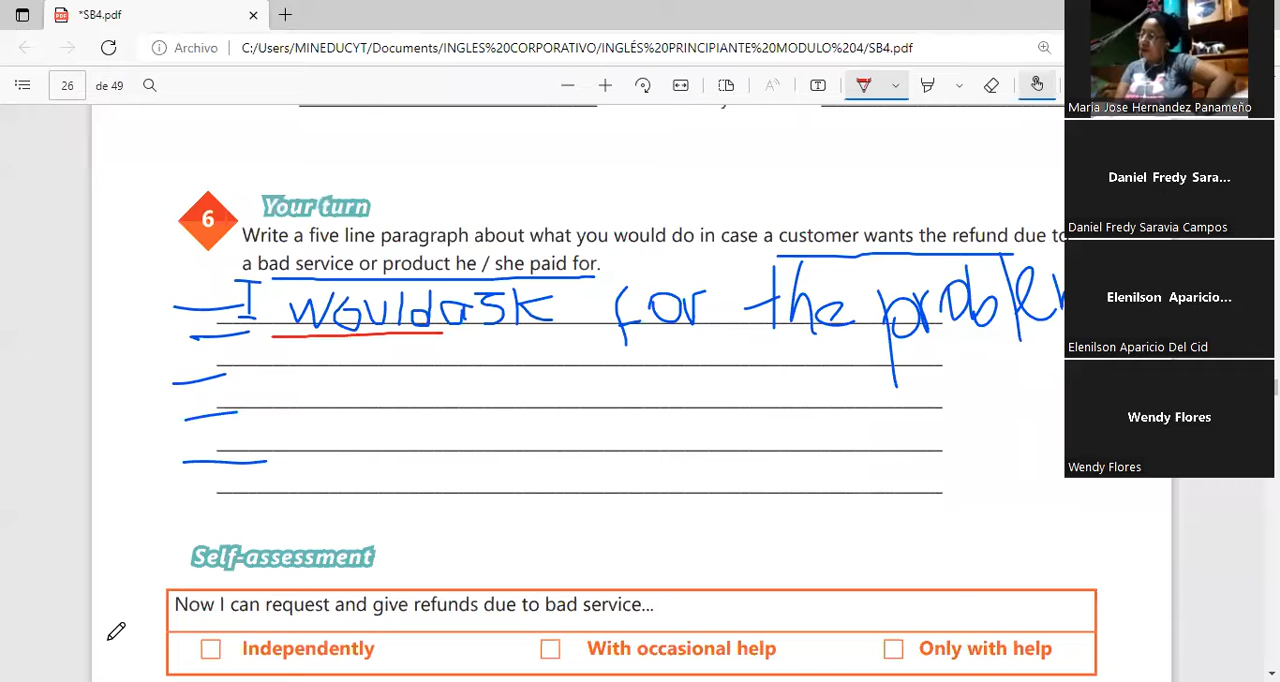 *SB4.pdf
Archivo
C:/Users/MINEDUCYT/Documents/INGLES%20CORPORATIVO/INGLÉS%20PRINCIPIANTE%20MODULO%204/SB4.pdf
26 de 49
6 Your turn
Write a five line paragraph about what you would do in case a customer wants the refund due to
a bad service or product he / she paid for.
I would ask for the problem
Self-assessment
Now I can request and give refunds due to bad service...
Independently With occasional help Only with help
María Jose Hernandez Panameño
Daniel Fredy Sara...
Daniel Fredy Saravia Campos
Elenilson Aparicio...
Elenilson Aparicio Del Cid
Wendy Flores
Wendy Flores